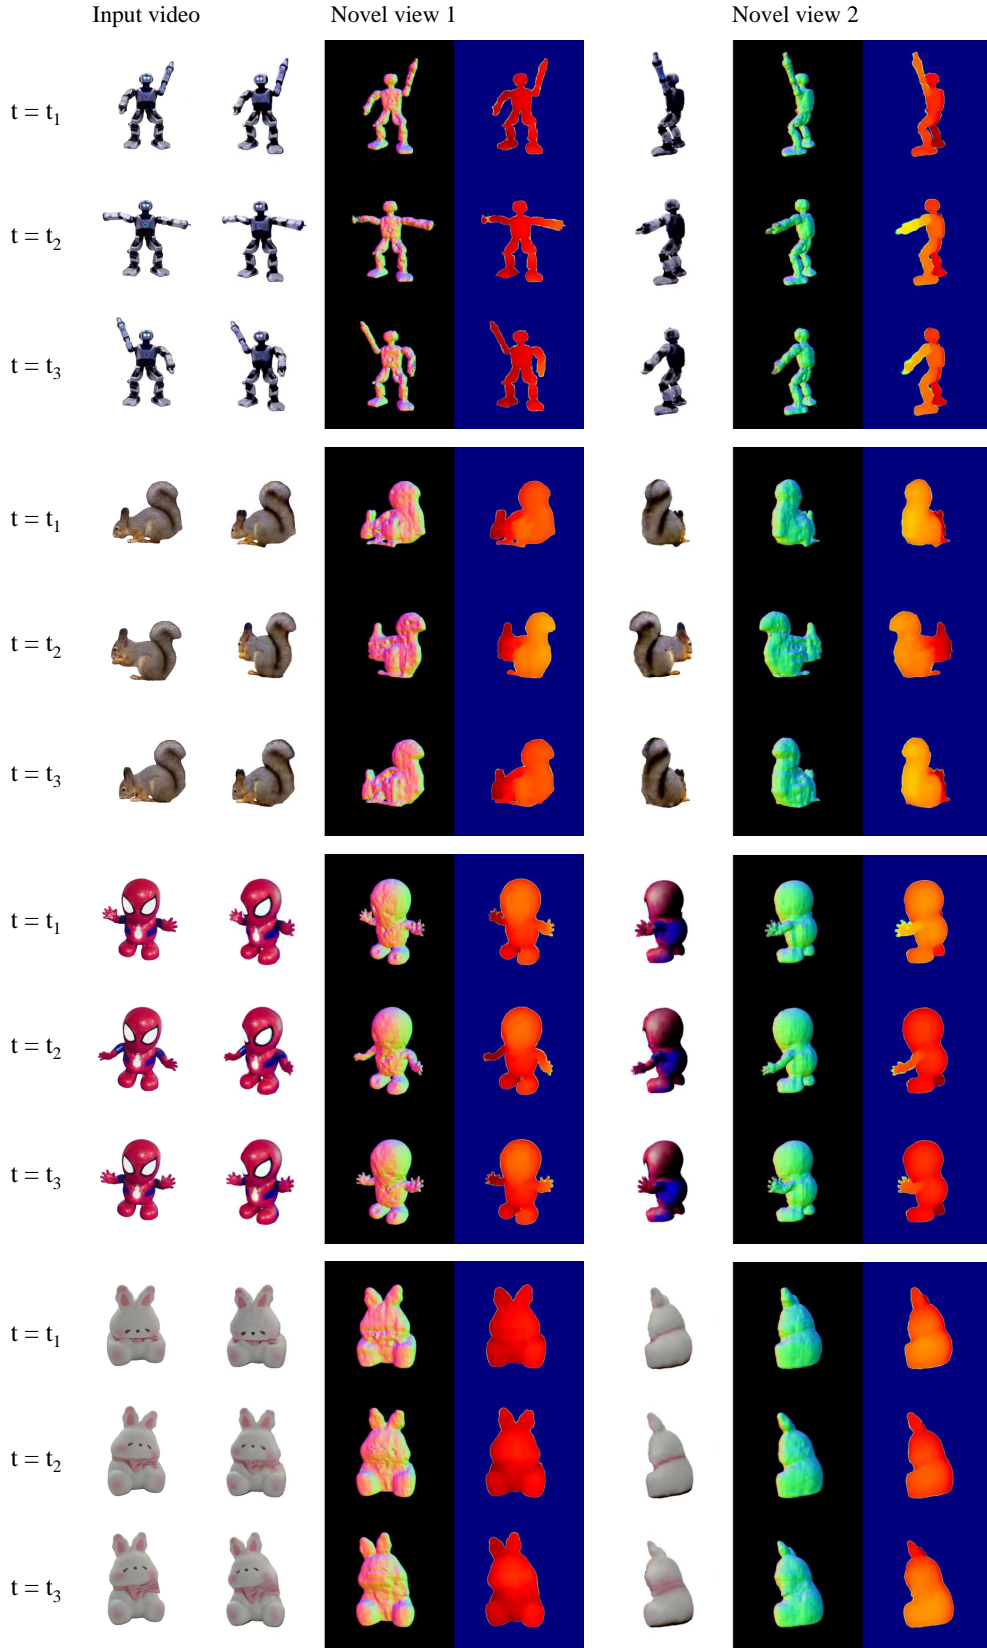 Input video Novel view 1 Novel view 2
t = t₁
t = t₂
t = t₃
t = t₁
t = t₂
t = t₃
t = t₁
t = t₂
t = t₃
t = t₁
t = t₂
t = t₃